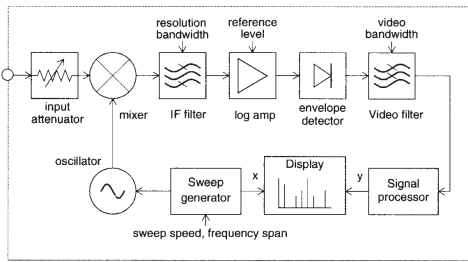 resolution bandwidth
reference level
video bandwidth
input attenuator
mixer
IF filter
log amp
envelope detector
Video filter
oscillator
Sweep generator
x
Display
y
Signal processor
sweep speed, frequency span